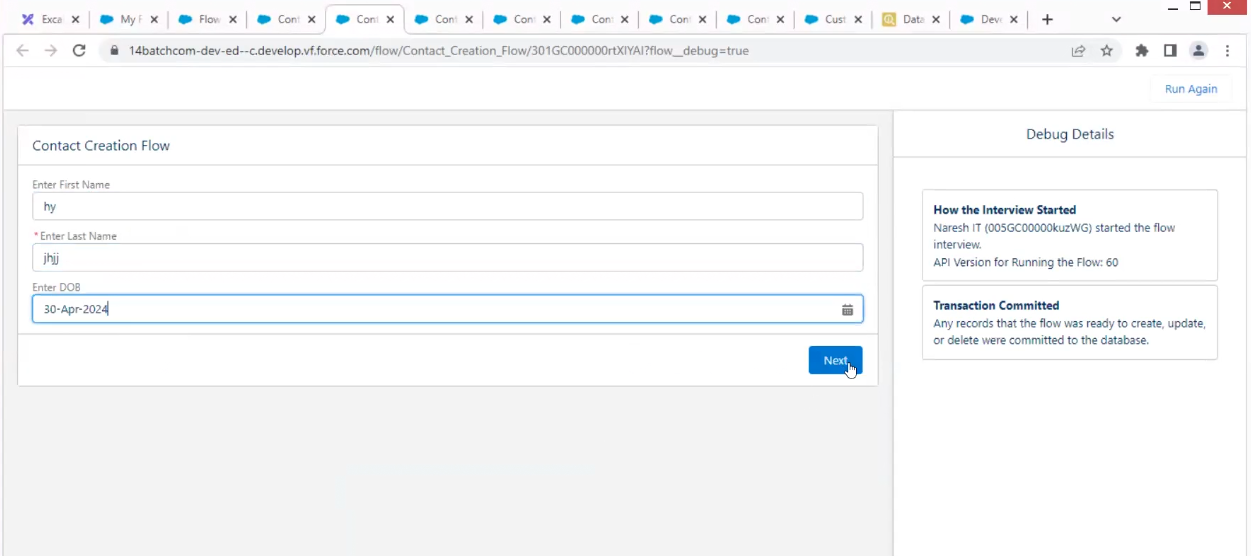 Exca
My F
Flow
Cont
Cont
Cont
Cont
Cont
Cont
Cont
Cust
Data
Deve
14batchcom-dev-ed--c.develop.vf.force.com/flow/Contact_Creation_Flow/301GC000000rtXlYAI?flow__debug=true
Run Again
Contact Creation Flow
Enter First Name
hy
*Enter Last Name
jhjj
Enter DOB
30-Apr-2024
Next
Debug Details
How the Interview Started
Naresh IT (005GC00000kuzWG) started the flow
interview.
API Version for Running the Flow: 60
Transaction Committed
Any records that the flow was ready to create, update,
or delete were committed to the database.